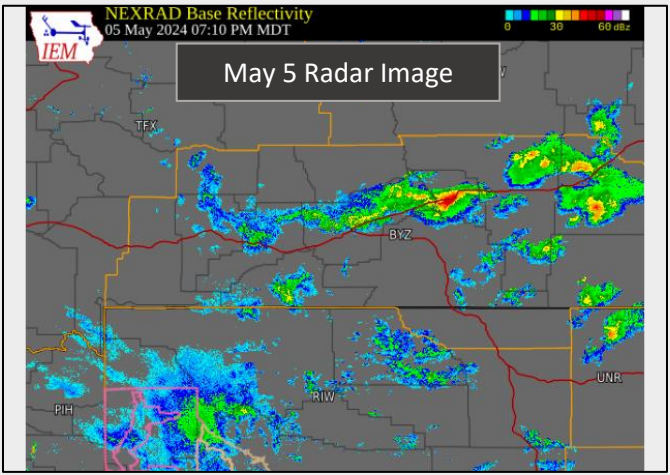 NEXRAD Base Reflectivity
05 May 2024 07:10 PM MDT
0 30 60 dBz
IEM
May 5 Radar Image
TFX
BYZ
UNR
RIW
PIH